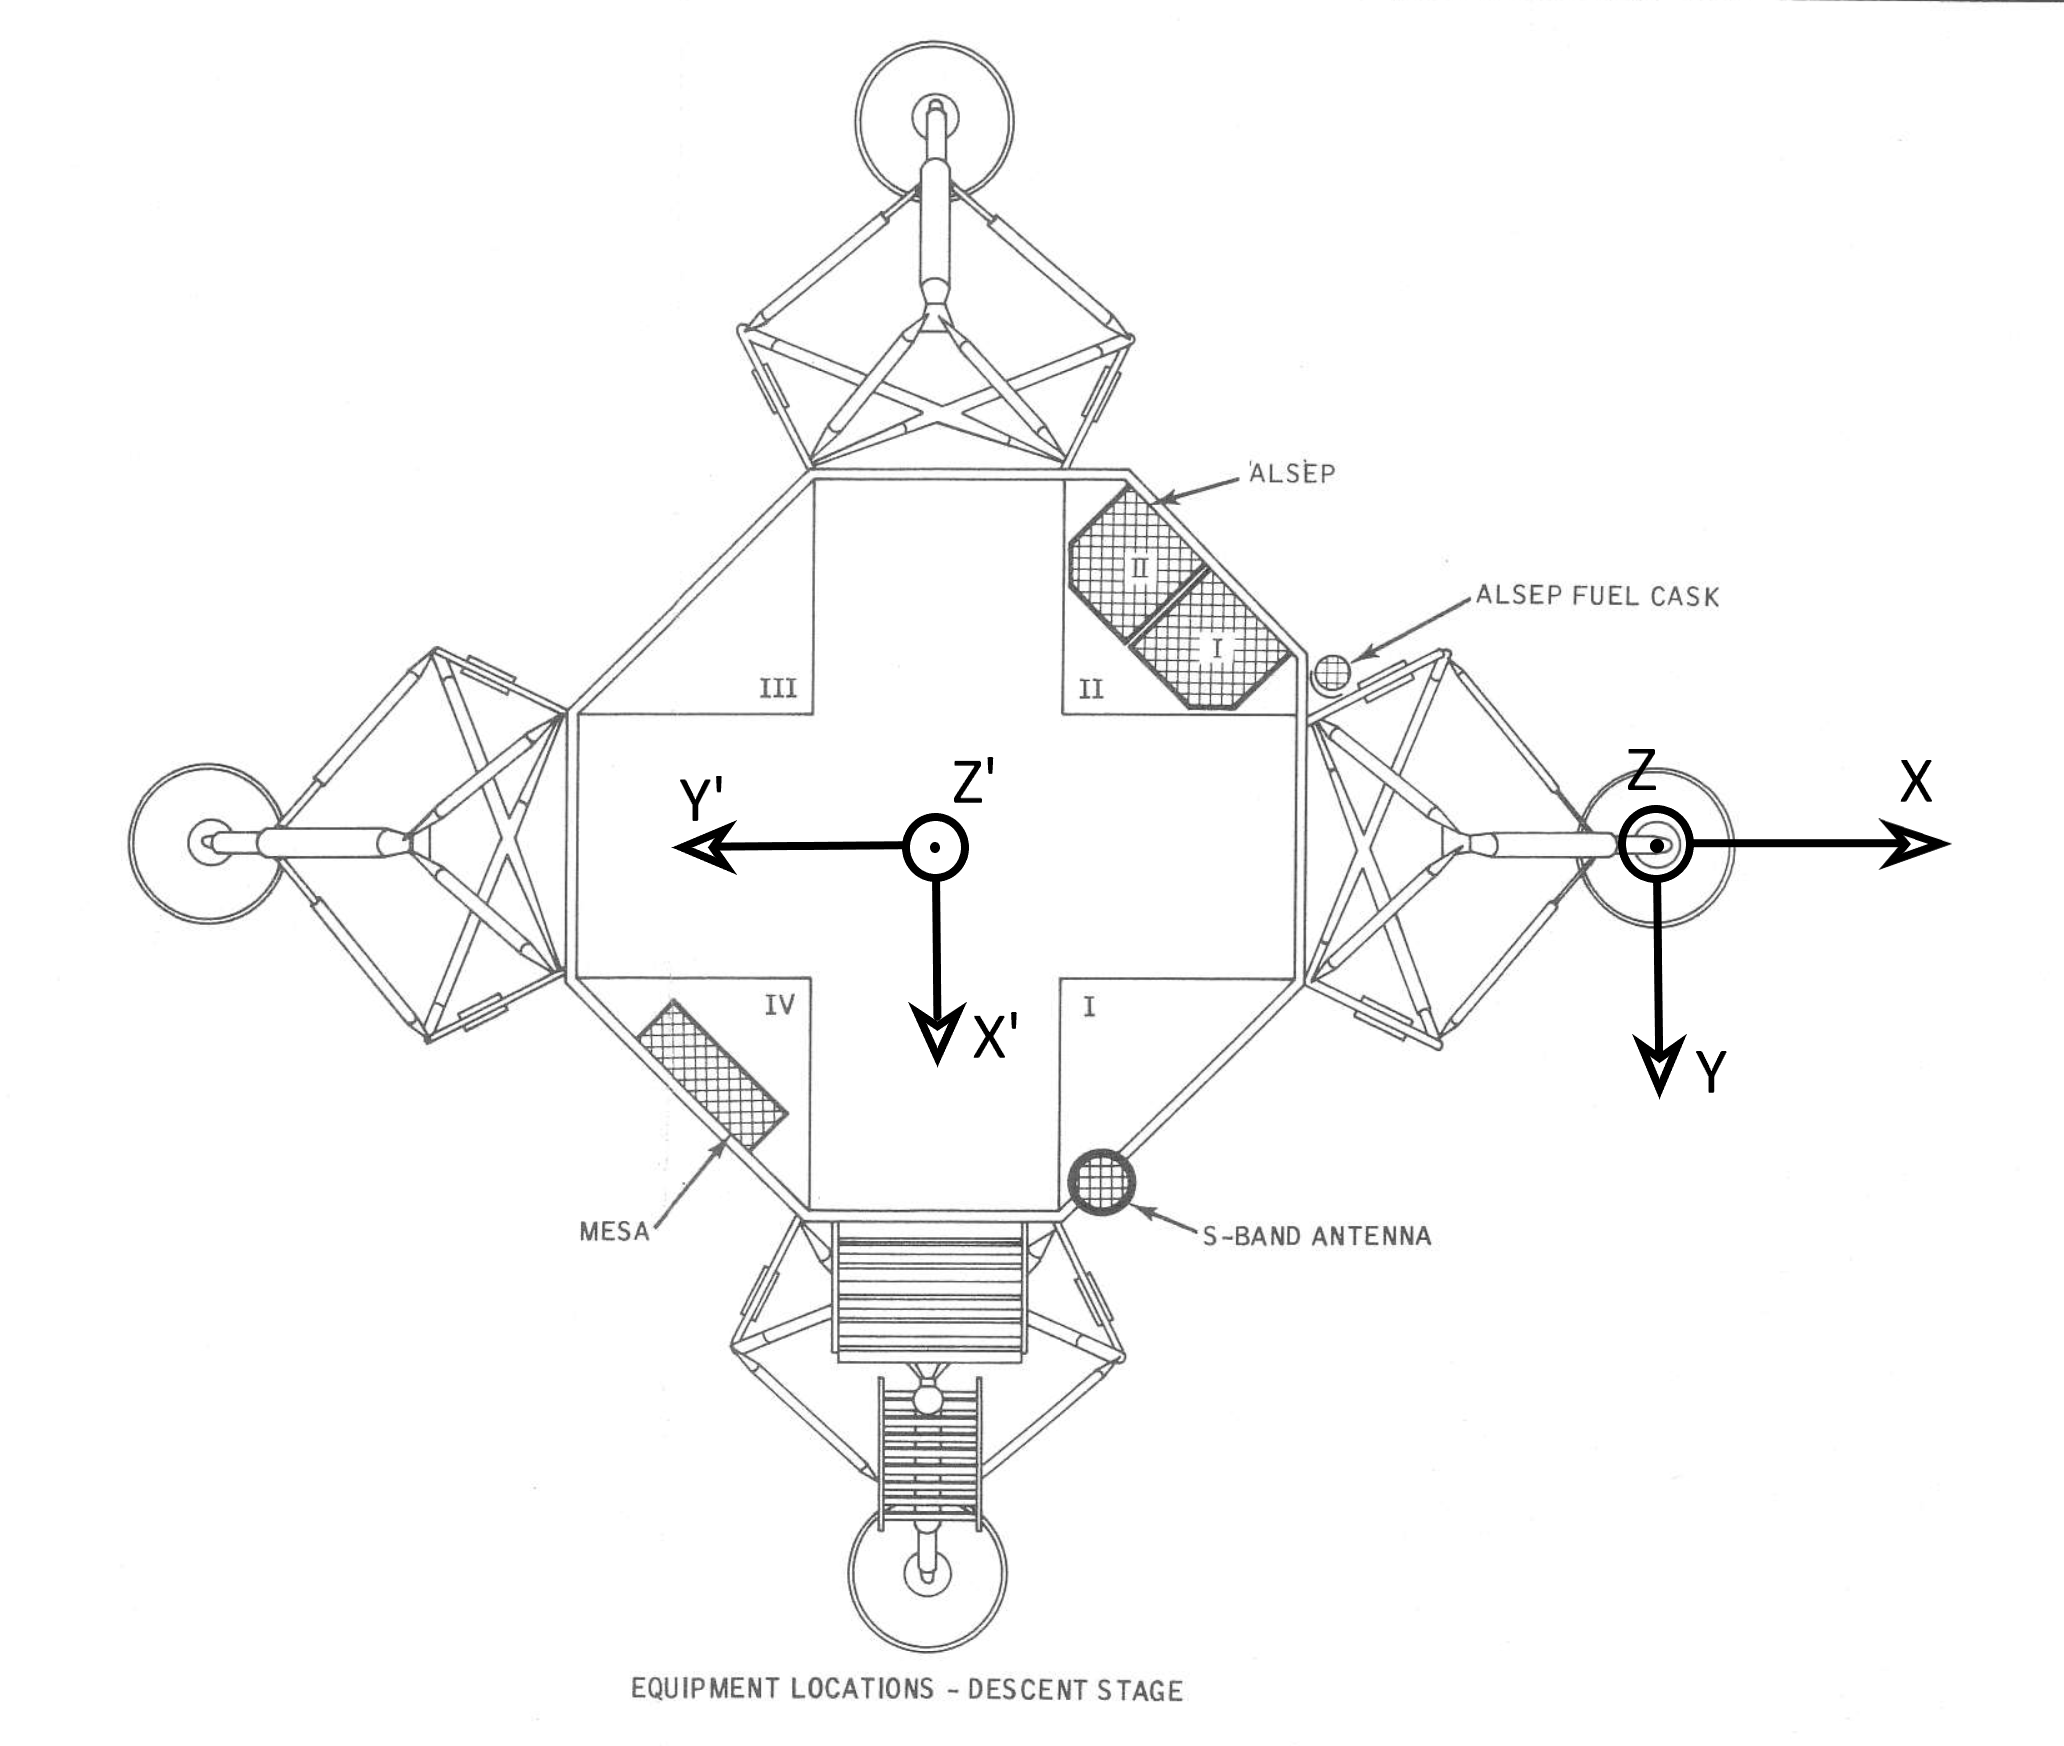 'ALSEP
II
ALSEP FUEL CASK
I
III
II
Z'
Z
Y'
X
IV
I
X'
Y
MESA
S-BAND ANTENNA
EQUIPMENT LOCATIONS - DESCENT STAGE